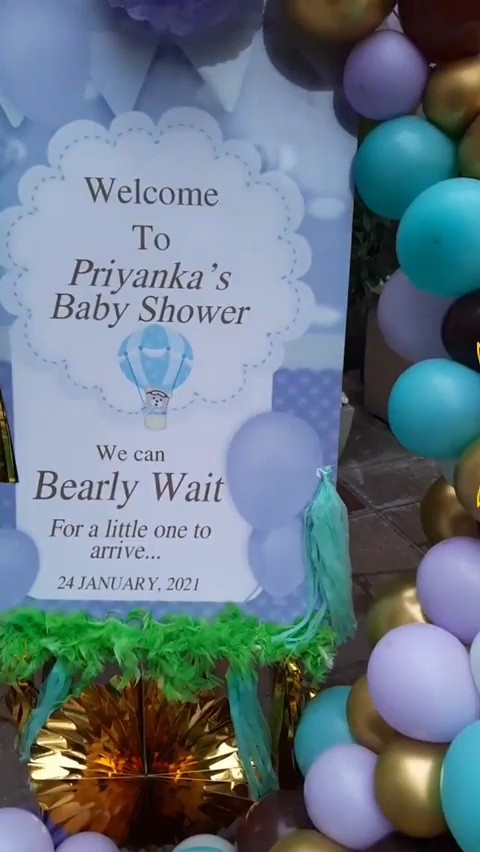 Welcome
To
Priyanka's
Baby Shower
We can
Bearly Wait
For a little one to
arrive...
24 JANUARY, 2021